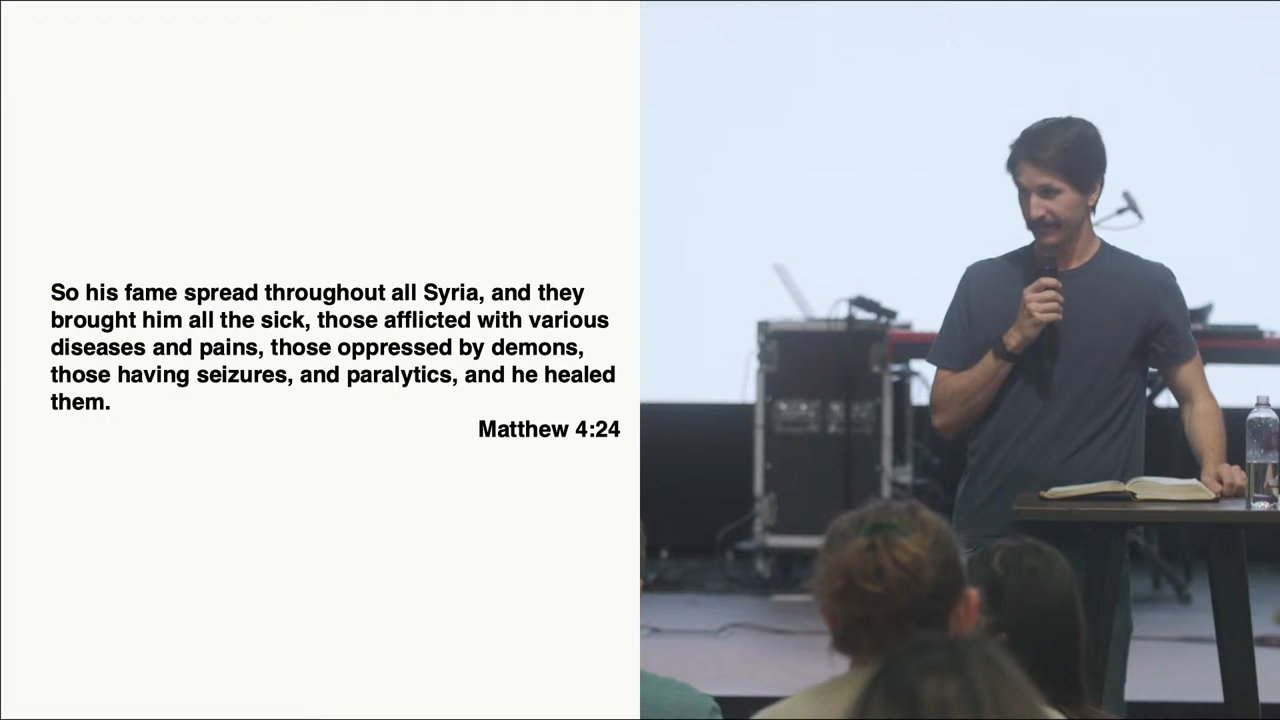 So his fame spread throughout all Syria, and they
brought him all the sick, those afflicted with various
diseases and pains, those oppressed by demons,
those having seizures, and paralytics, and he healed
them.
Matthew 4:24